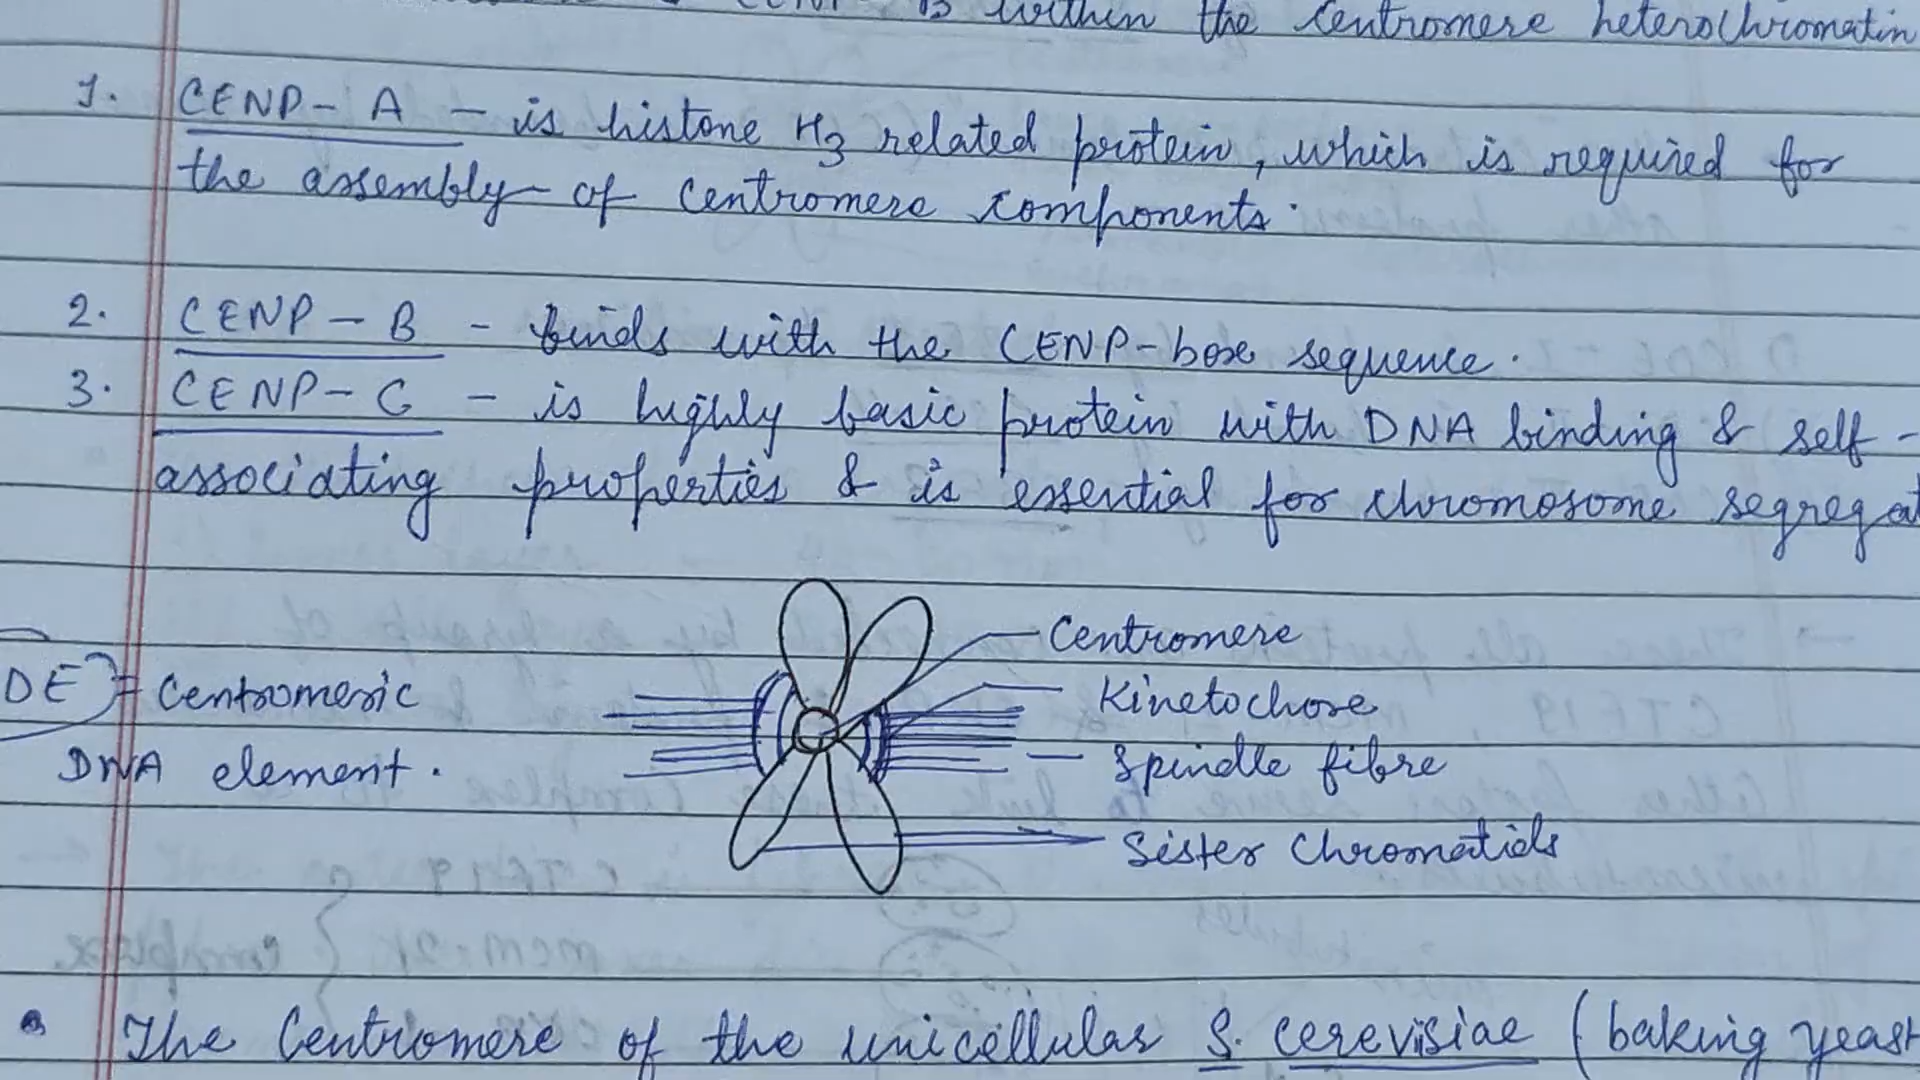 B within the Centromere heterochromatin
1. CENP - A - is histone H3 related protein, which is required for
the assembly of Centromere components.
2. CENP - B - binds with the CENP-box sequence.
3. CENP - C - is highly basic protein with DNA binding & self -
associating properties & is essential for chromosome segregat
Centromere
DE = Centromeric
Kinetochore
DNA element.
Spindle fibre
Sister Chromatids
• The Centromere of the unicellular S. cerevisiae (baking yeast